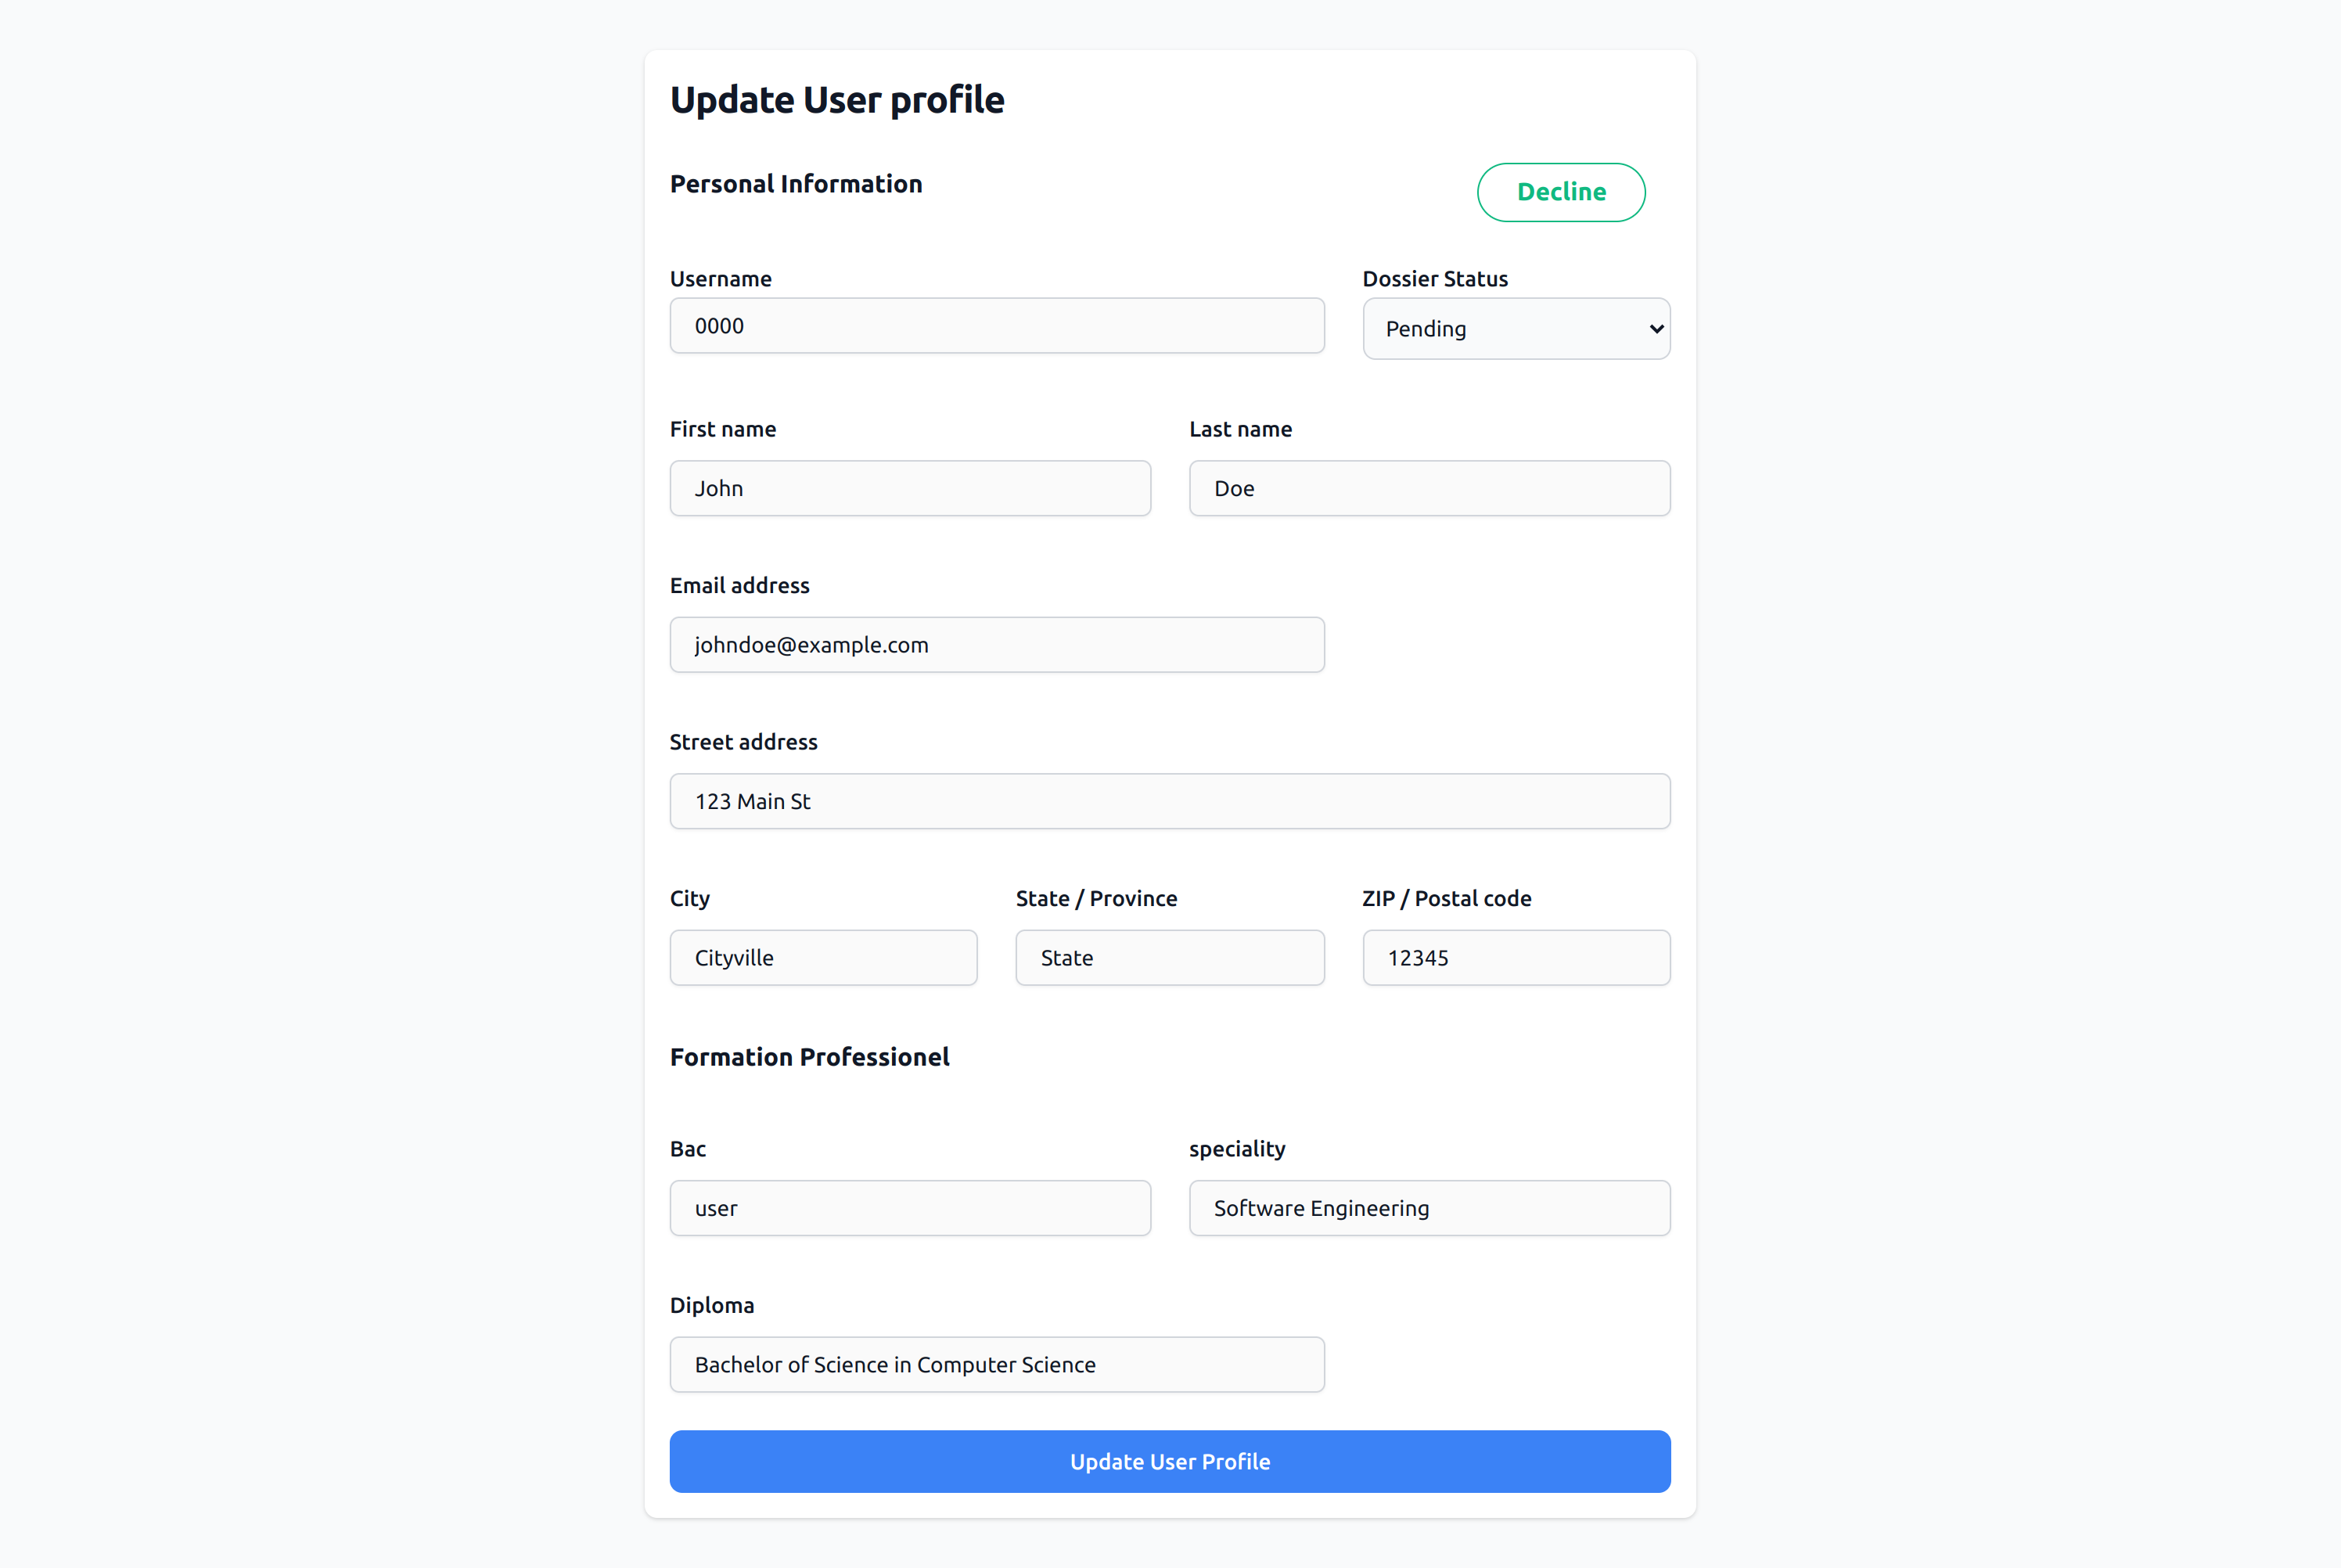 Update User profile
Personal Information
Decline
Username
Dossier Status
0000
Pending
First name
Last name
John
Doe
Email address
johndoe@example.com
Street address
123 Main St
City
State / Province
ZIP / Postal code
Cityville
State
12345
Formation Professionel
Bac
speciality
user
Software Engineering
Diploma
Bachelor of Science in Computer Science
Update User Profile